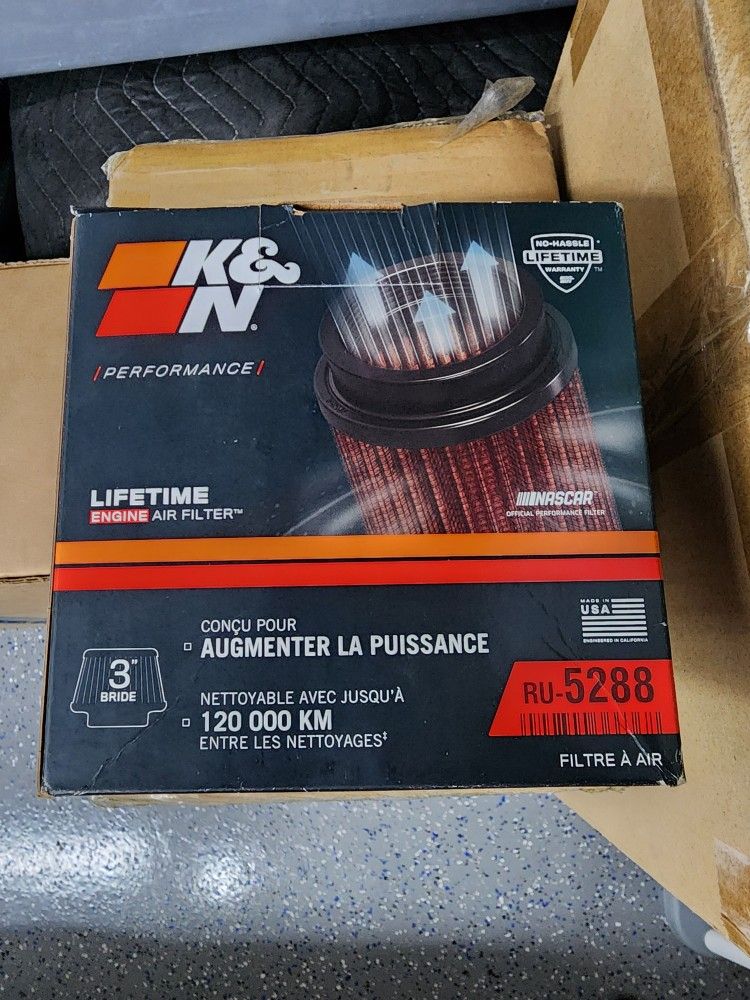 K&N®
/PERFORMANCE/
NO-HASSLE
LIFETIME
WARRANTY ™
LIFETIME
ENGINE AIR FILTER™
NASCAR
OFFICIAL PERFORMANCE FILTER
CONÇU POUR
AUGMENTER LA PUISSANCE
3"
BRIDE
NETTOYABLE AVEC JUSQU'À
120 000 KM
ENTRE LES NETTOYAGES‡
MADE IN
USA
ENGINEERED IN CALIFORNIA
RU-5288
FILTRE À AIR